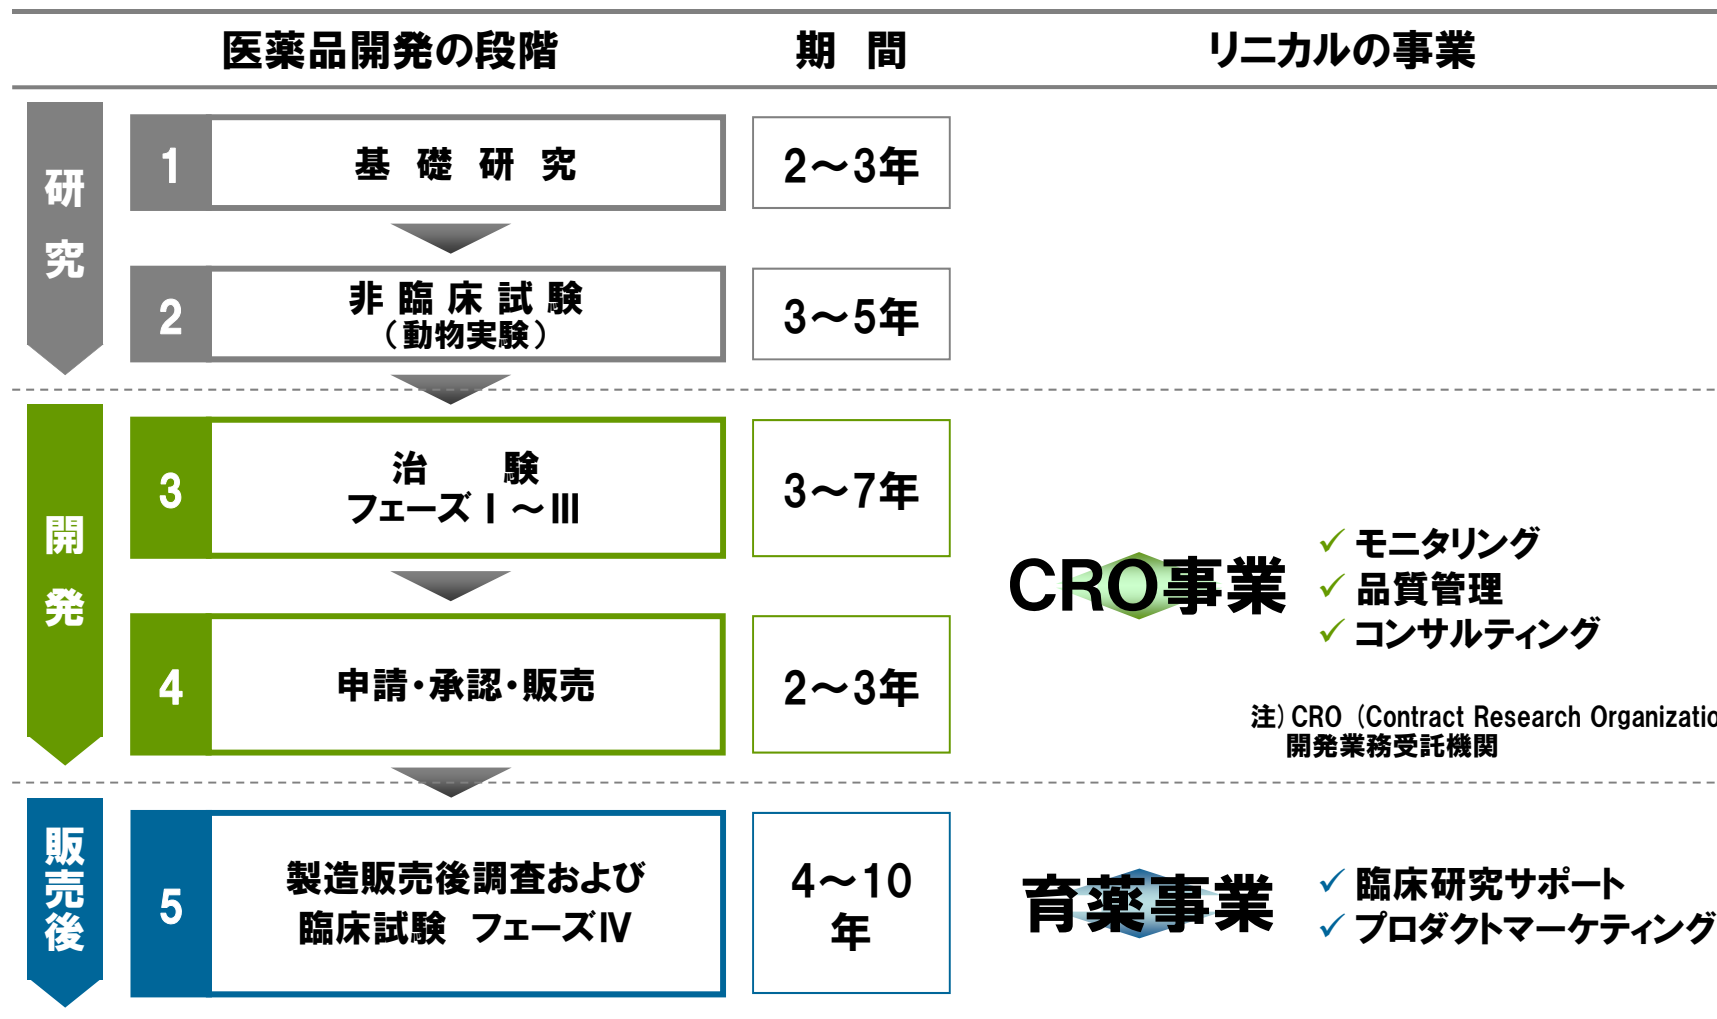 医薬品開発の段階 期 間 リニカルの事業
研究
1 基 礎 研 究 2～3年
2 非 臨 床 試 験
（動物実験）
3～5年
開発
3 治 験
フェーズⅠ～Ⅲ
3～7年
4 申請・承認・販売 2～3年
CRO事業
✓ モニタリング
✓ 品質管理
✓ コンサルティング
注）CRO（Contract Research Organizatio
開発業務受託機関
販売後
5 製造販売後調査および
臨床試験 フェーズⅣ
4～10
年
育薬事業
✓ 臨床研究サポート
✓ プロダクトマーケティング